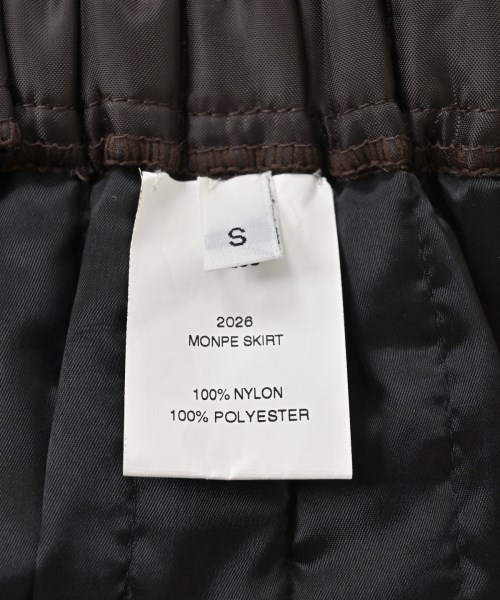 S
2026
MONPE SKIRT
100% NYLON
100% POLYESTER